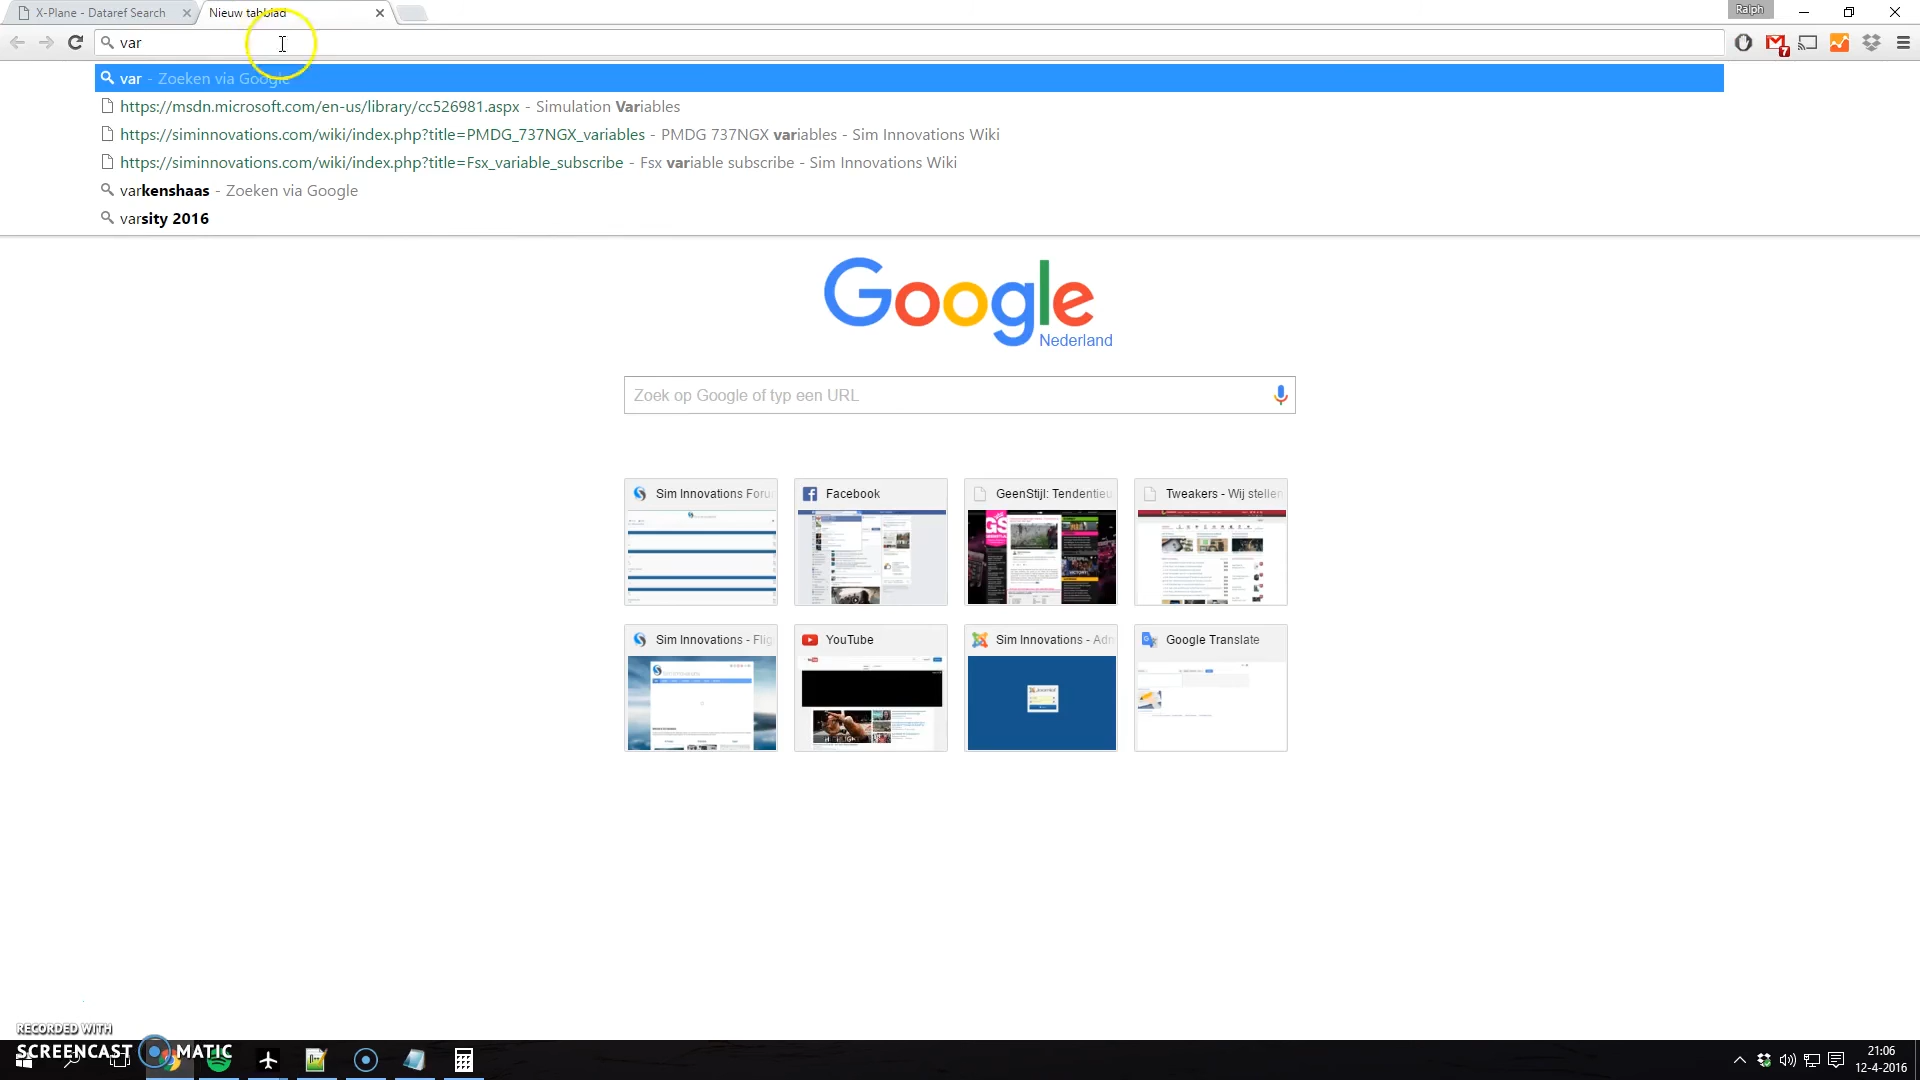 X-Plane - Dataref Search
Nieuw tabblad
Ralph
var
7
var - Zoeken via Google
https://msdn.microsoft.com/en-us/library/cc526981.aspx - Simulation Variables
https://siminnovations.com/wiki/index.php?title=PMDG_737NGX_variables - PMDG 737NGX variables - Sim Innovations Wiki
https://siminnovations.com/wiki/index.php?title=Fsx_variable_subscribe - Fsx variable subscribe - Sim Innovations Wiki
varkenshaas - Zoeken via Google
varsity 2016
Google
Nederland
Zoek op Google of typ een URL
Sim Innovations Foru
Facebook
GeenStijl: Tendentieu
Tweakers - Wij stellen
Sim Innovations - Flig
YouTube
Sim Innovations - Adn
Google Translate
RECORDED WITH
SCREENCAST MATIC
21:06
12-4-2016